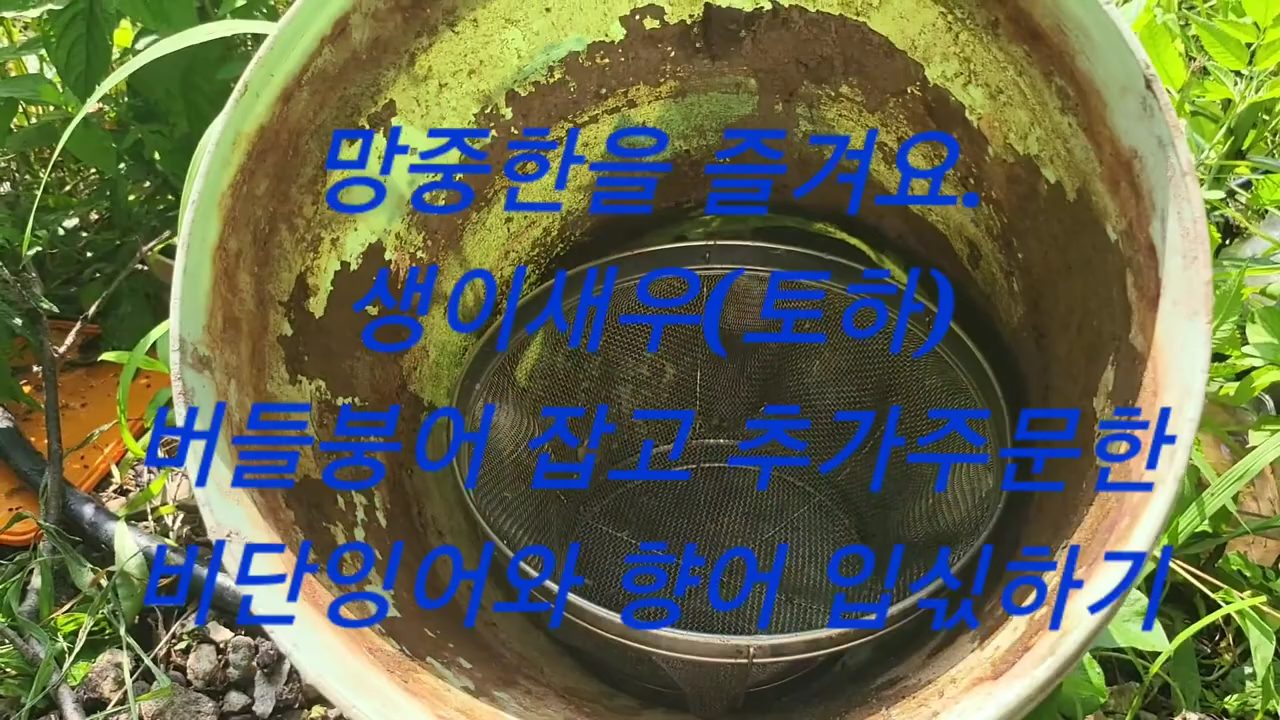 망중한을 즐겨요.
생이새우(토하)
버들붕어 잡고 추가주문한
비단잉어와 향어 입싰하기